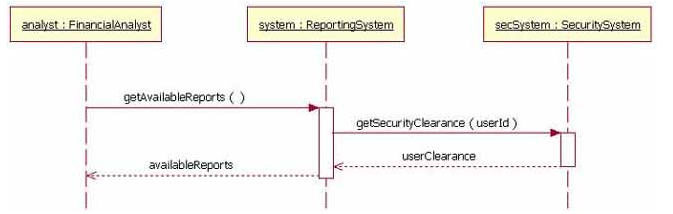 analyst : FinancialAnalyst
system : ReportingSystem
secSystem : SecuritySystem
getAvailableReports ( )
getSecurityClearance ( userId )
userClearance
availableReports